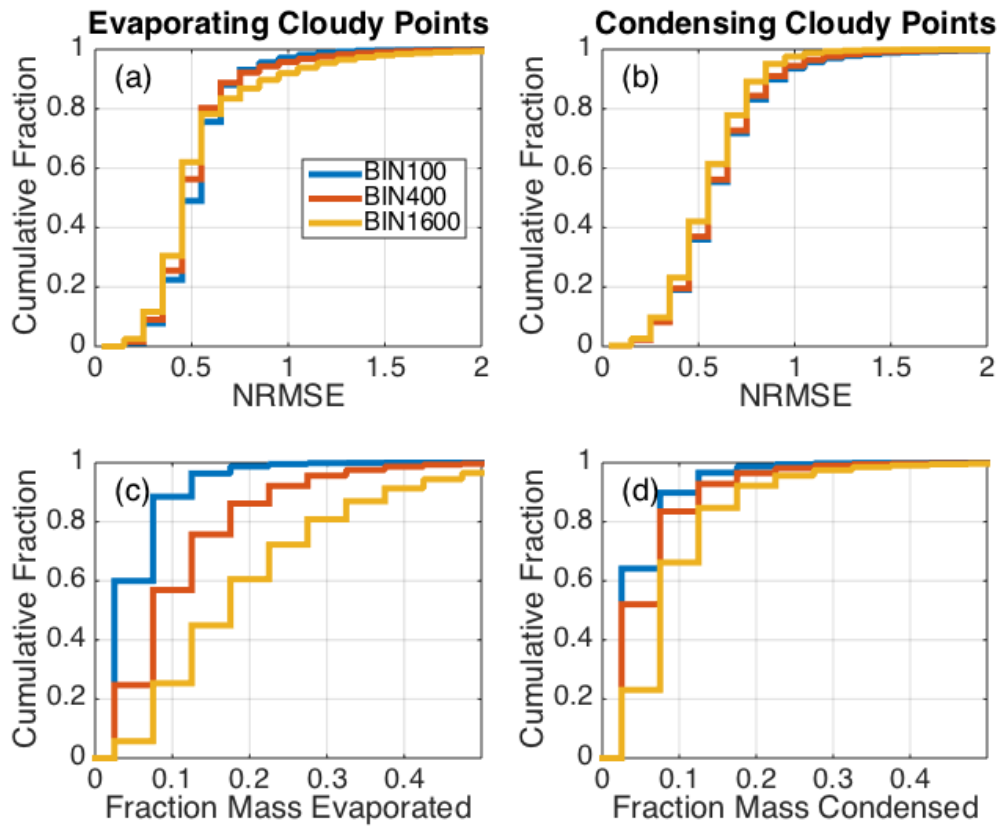 Evaporating Cloudy Points
Condensing Cloudy Points
(a)
Cumulative Fraction
1
0.8
0.6
0.4
0.2
0
0
0.5
1
1.5
2
NRMSE
BIN100
BIN400
BIN1600
(b)
Cumulative Fraction
1
0.8
0.6
0.4
0.2
0
0
0.5
1
1.5
2
NRMSE
(c)
Cumulative Fraction
1
0.8
0.6
0.4
0.2
0
0
0.1
0.2
0.3
0.4
Fraction Mass Evaporated
(d)
Cumulative Fraction
1
0.8
0.6
0.4
0.2
0
0
0.1
0.2
0.3
0.4
Fraction Mass Condensed